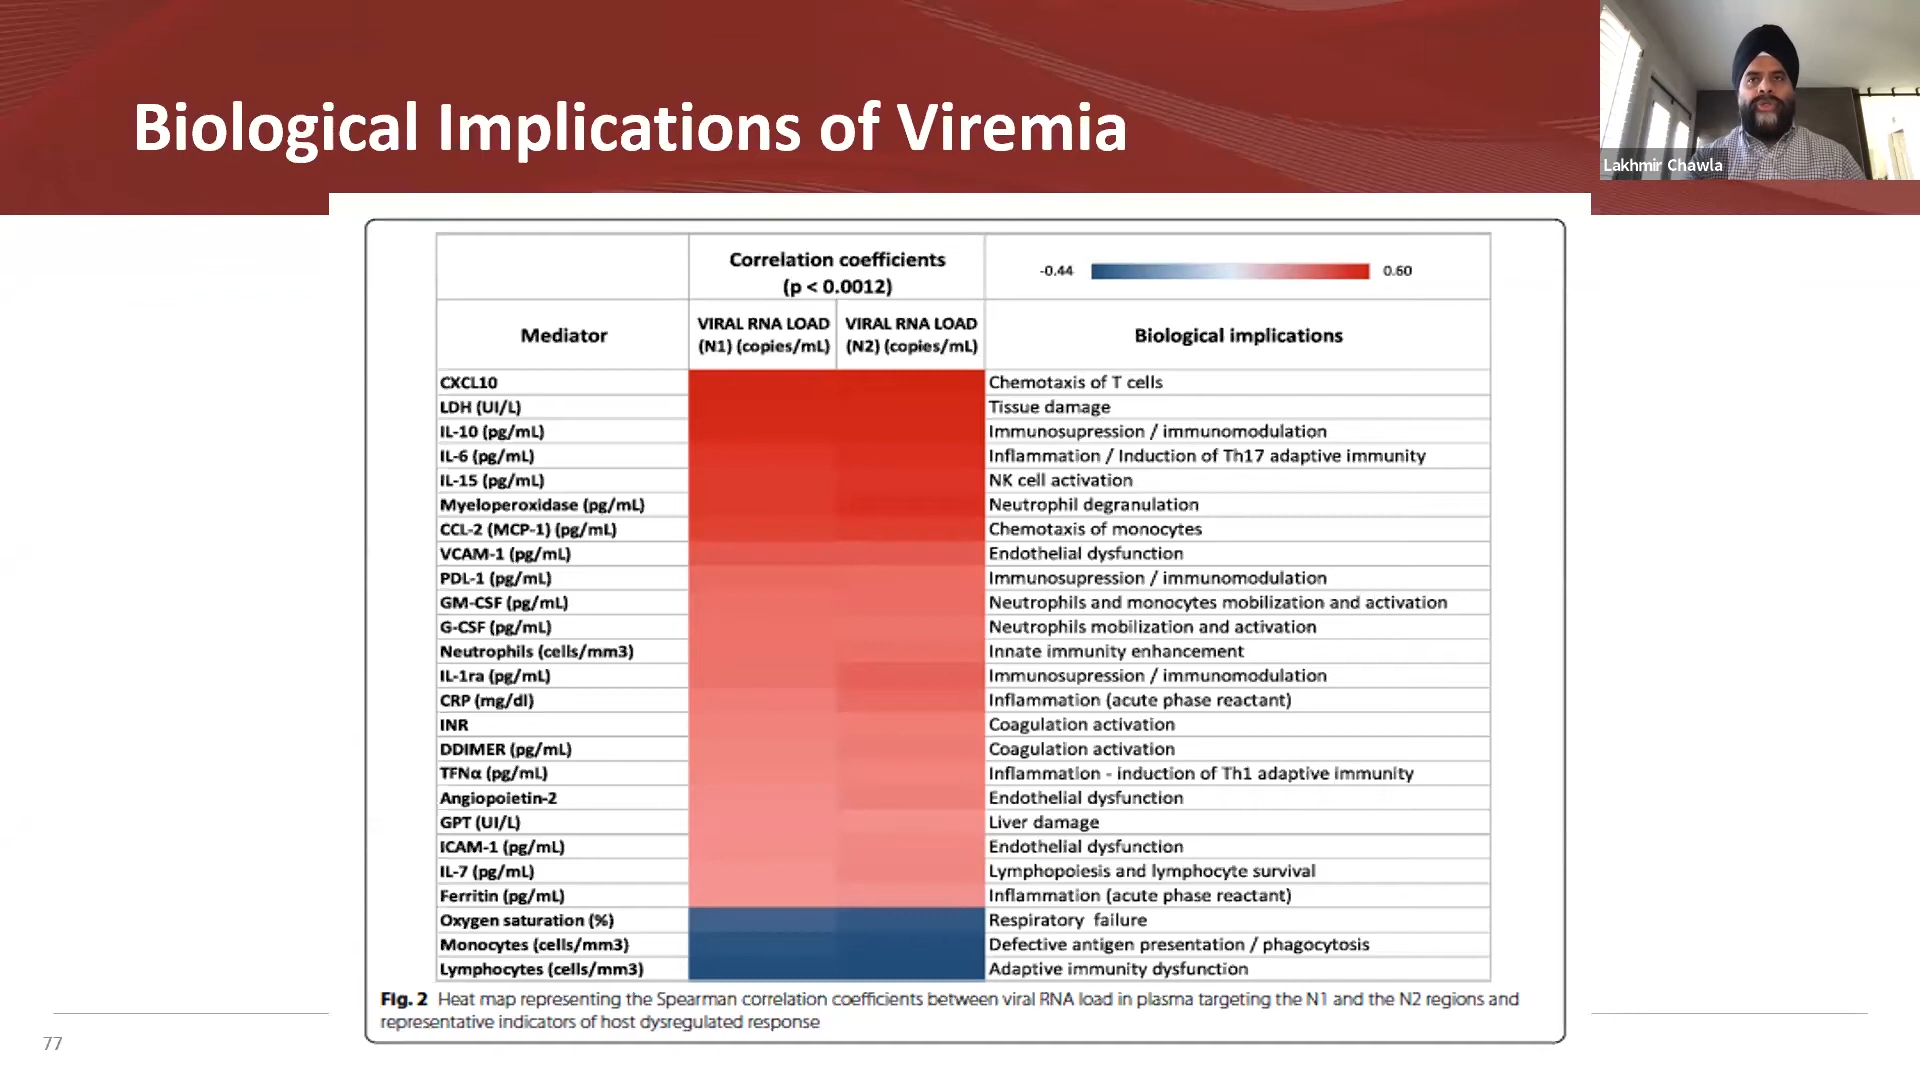 Biological Implications of Viremia
Lakhmir Chawla
Correlation coefficients
(p < 0.0012)
-0.44 0.60
Mediator
VIRAL RNA LOAD
(N1) (copies/mL)
VIRAL RNA LOAD
(N2) (copies/mL)
Biological implications
CXCL10 Chemotaxis of T cells
LDH (UI/L) Tissue damage
IL-10 (pg/mL) Immunosupression / immunomodulation
IL-6 (pg/mL) Inflammation / Induction of Th17 adaptive immunity
IL-15 (pg/mL) NK cell activation
Myeloperoxidase (pg/mL) Neutrophil degranulation
CCL-2 (MCP-1) (pg/mL) Chemotaxis of monocytes
VCAM-1 (pg/mL) Endothelial dysfunction
PDL-1 (pg/mL) Immunosupression / immunomodulation
GM-CSF (pg/mL) Neutrophils and monocytes mobilization and activation
G-CSF (pg/mL) Neutrophils mobilization and activation
Neutrophils (cells/mm3) Innate immunity enhancement
IL-1ra (pg/mL) Immunosupression / immunomodulation
CRP (mg/dl) Inflammation (acute phase reactant)
INR Coagulation activation
DDIMER (pg/mL) Coagulation activation
TFNα (pg/mL) Inflammation - induction of Th1 adaptive immunity
Angiopoietin-2 Endothelial dysfunction
GPT (UI/L) Liver damage
ICAM-1 (pg/mL) Endothelial dysfunction
IL-7 (pg/mL) Lymphopoiesis and lymphocyte survival
Ferritin (pg/mL) Inflammation (acute phase reactant)
Oxygen saturation (%) Respiratory failure
Monocytes (cells/mm3) Defective antigen presentation / phagocytosis
Lymphocytes (cells/mm3) Adaptive immunity dysfunction
Fig. 2 Heat map representing the Spearman correlation coefficients between viral RNA load in plasma targeting the N1 and the N2 regions and
representative indicators of host dysregulated response
77